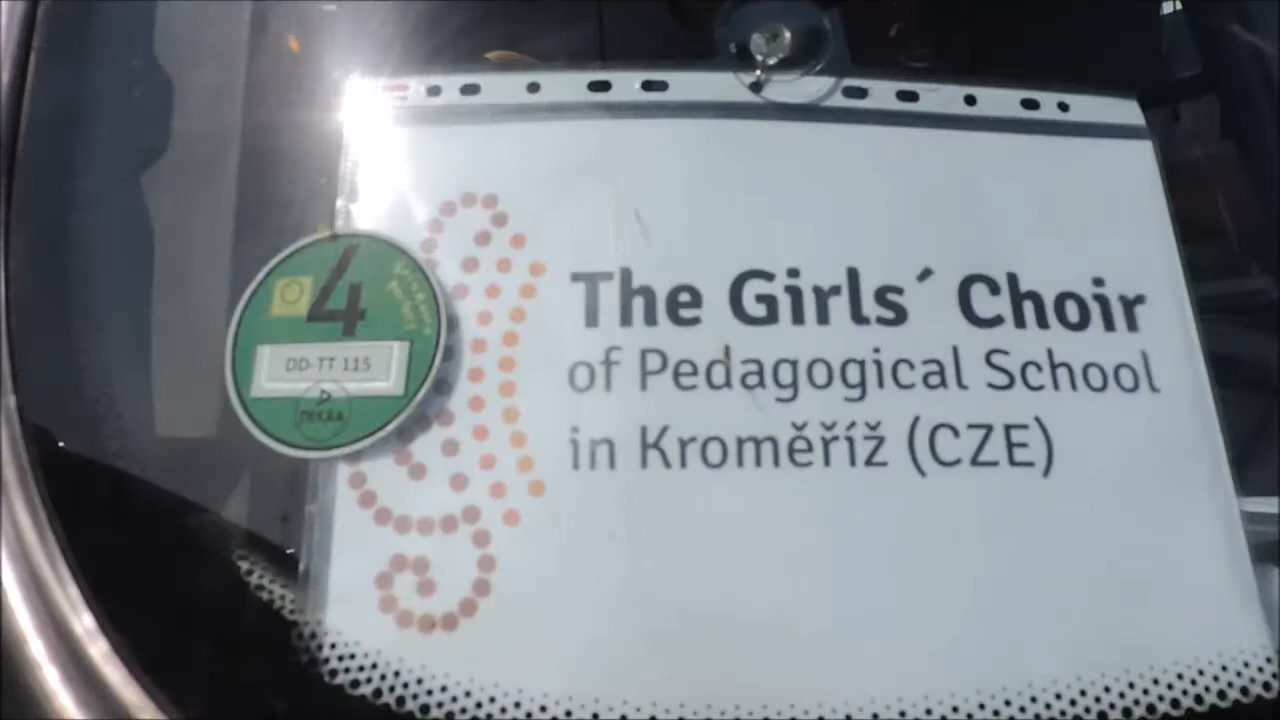 4
DD-TT 115
DEKRA
The Girls´ Choir
of Pedagogical School
in Kroměříž (CZE)